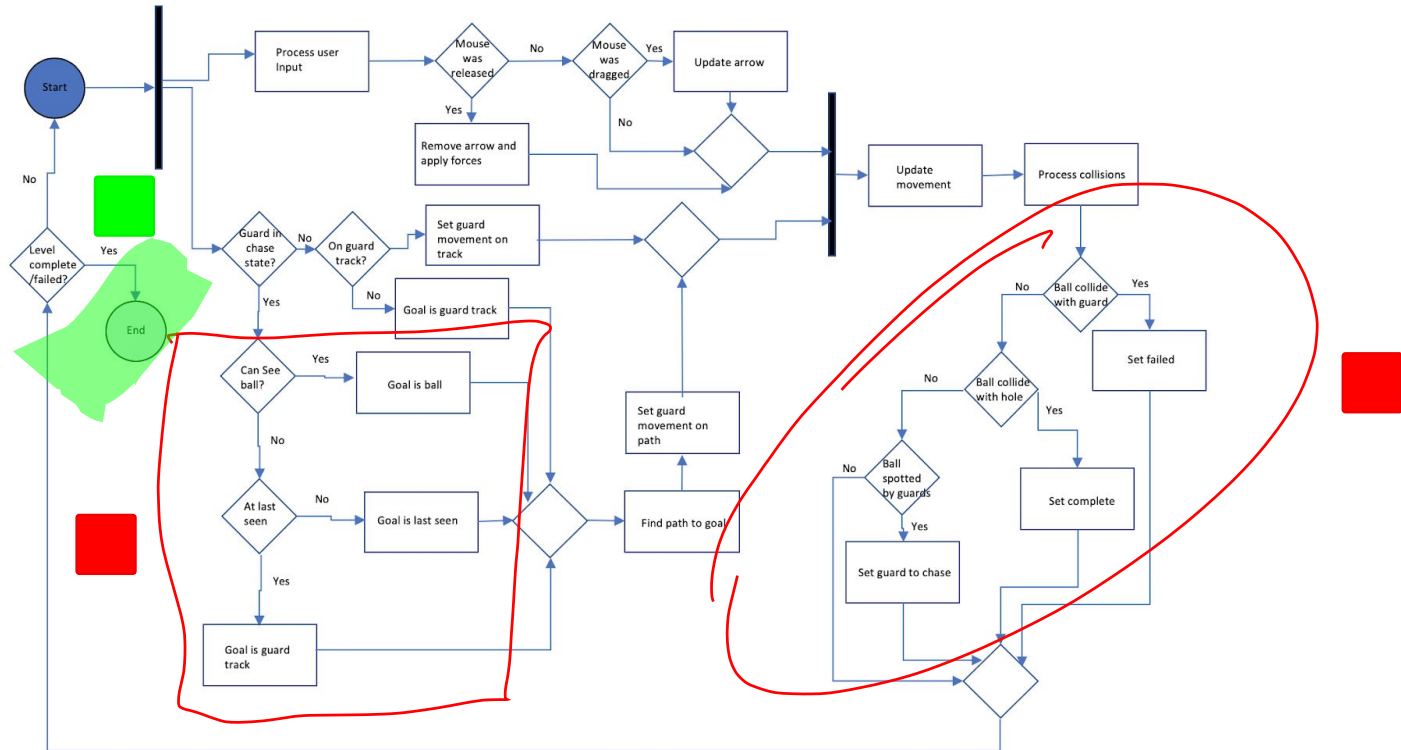 Start
Process user
Input
Mouse
was
released
No
Mouse
was
dragged
Yes
Update arrow
Yes
No
Remove arrow and
apply forces
Update
movement
Process collisions
No
Level
complete
/failed?
Yes
End
Guard in
chase
state?
No
On guard
track?
Set guard
movement on
track
Yes
No
Goal is guard track
Can See
ball?
Yes
Goal is ball
No
At last
seen
No
Goal is last seen
Yes
Goal is guard
track
Set guard
movement on
path
Find path to goal
No
Ball collide
with guard
Yes
Set failed
No
Ball collide
with hole
Yes
No
Ball
spotted
by guards
Set complete
Yes
Set guard to chase